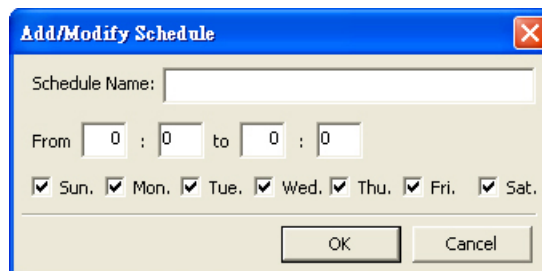 Add/Modify Schedule
Schedule Name:
From 0 : 0 to 0 : 0
Sun. Mon. Tue. Wed. Thu. Fri. Sat.
OK Cancel